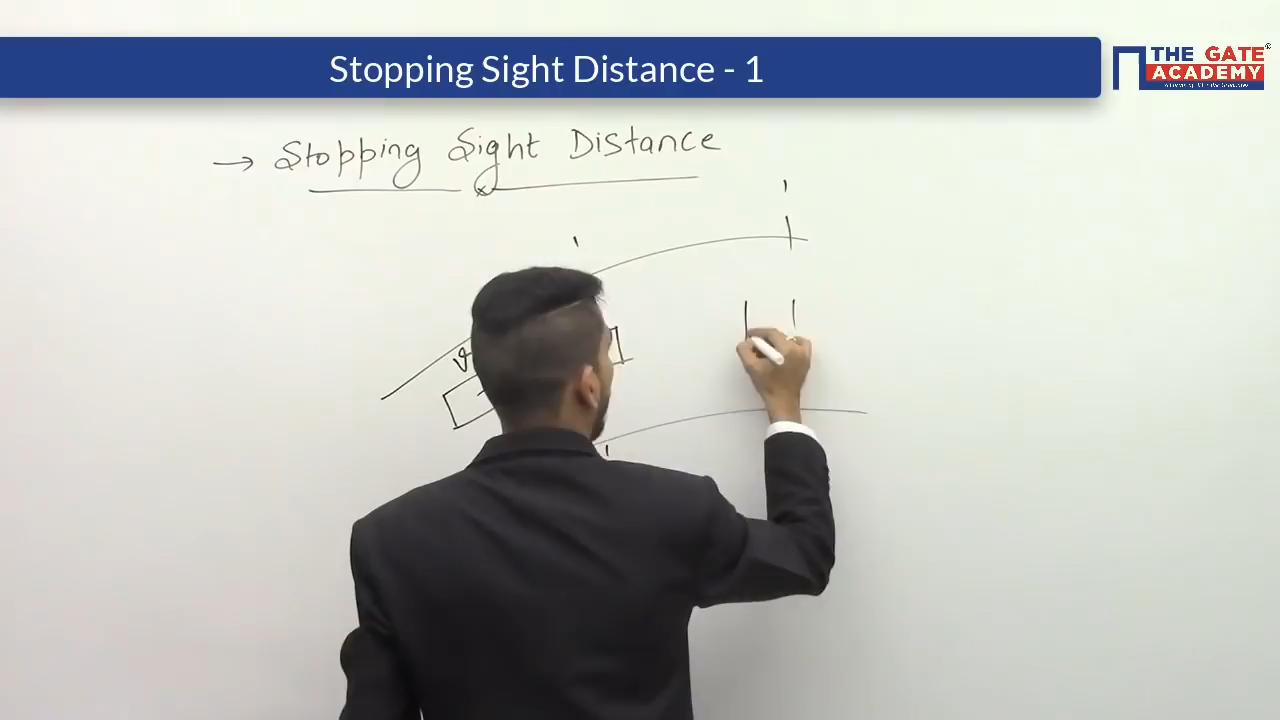 Stopping Sight Distance - 1
THE GATE
ACADEMY
→ Stopping Sight Distance
v